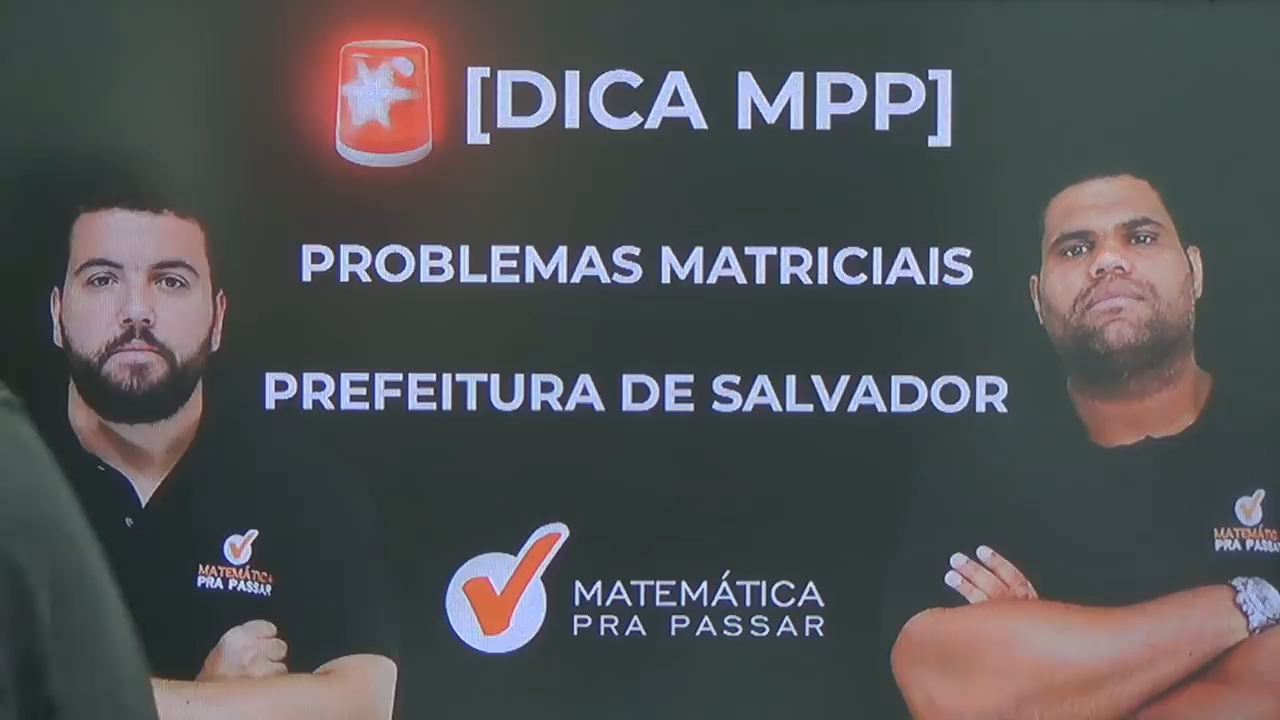 [DICA MPP]
PROBLEMAS MATRICIAIS
PREFEITURA DE SALVADOR
MATEMÁTICA
PRA PASSAR
MATEMÁTICA
PRA PASSAR
MATEMÁTICA
PRA PASSAR